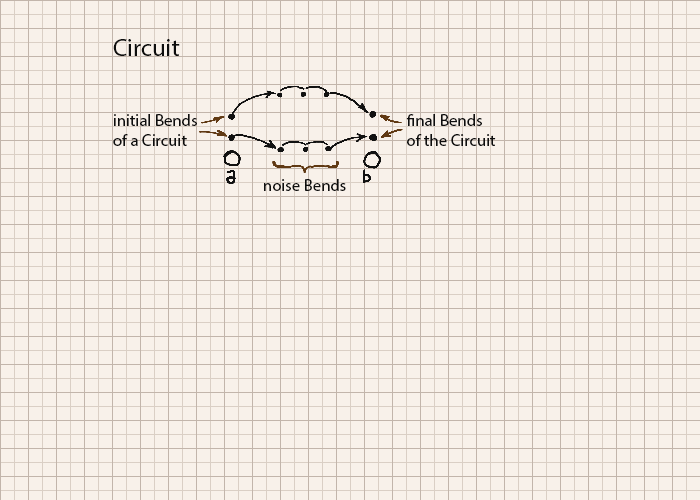 Circuit
initial Bends
of a Circuit
final Bends
of the Circuit
a
b
noise Bends